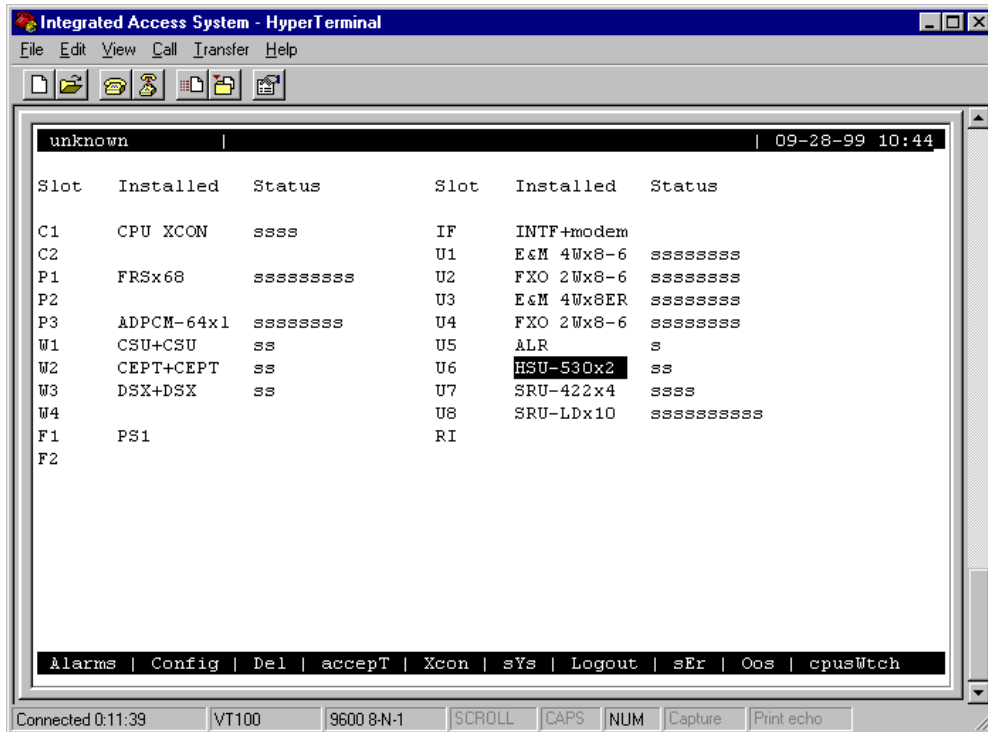 Integrated Access System - HyperTerminal
File Edit View Call Transfer Help
unknown | | 09-28-99 10:44
Slot Installed Status Slot Installed Status
C1 CPU XCON ssss IF INTF+modem
C2 U1 E&M 4Wx8-6 ssssssss
P1 FRSx68 sssssssss U2 FXO 2Wx8-6 ssssssss
P2 U3 E&M 4Wx8ER ssssssss
P3 ADPCM-64x1 ssssssss U4 FXO 2Wx8-6 ssssssss
W1 CSU+CSU ss U5 ALR s
W2 CEPT+CEPT ss U6 HSU-530x2 ss
W3 DSX+DSX ss U7 SRU-422x4 ssss
W4 U8 SRU-LDx10 ssssssssss
F1 PS1 RI
F2
Alarms | Config | Del | accepT | Xcon | sYs | Logout | sEr | Oos | cpusWtch
Connected 0:11:39 VT100 9600 8-N-1 SCROLL CAPS NUM Capture Print echo